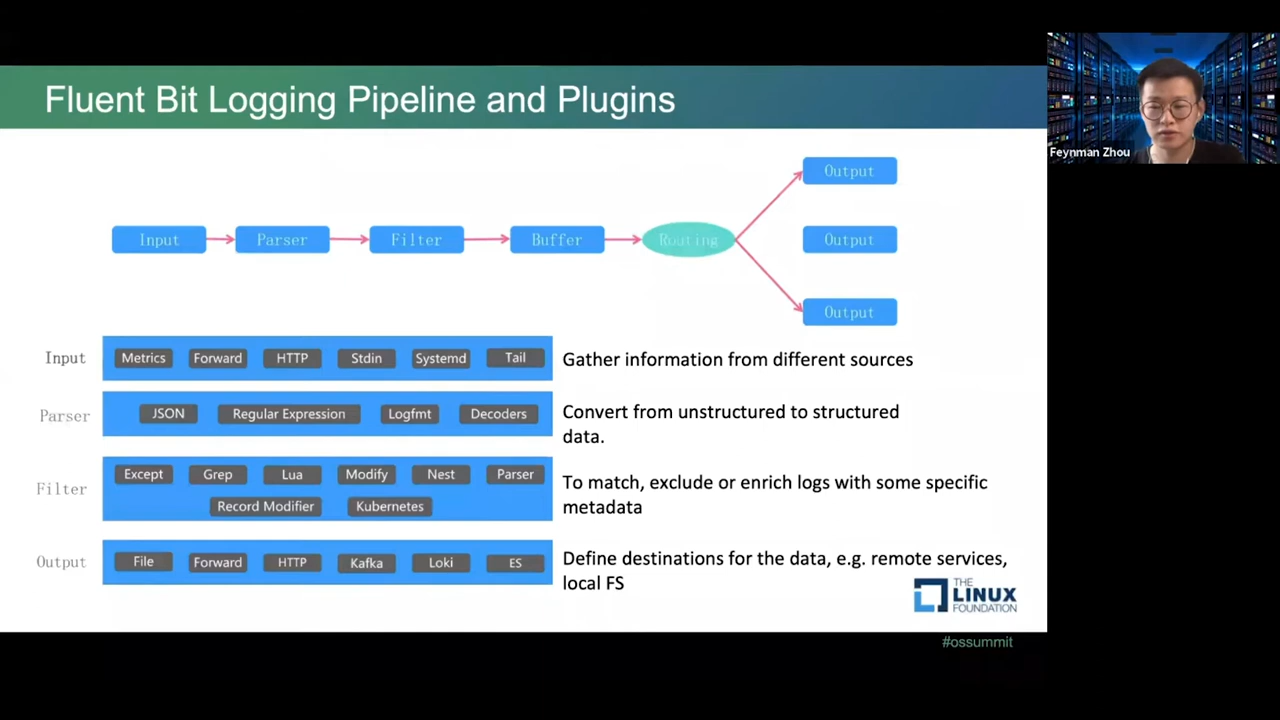 Fluent Bit Logging Pipeline and Plugins
Feynman Zhou
Output
Input
Parser
Filter
Buffer
Routing
Output
Output
Input
Metrics
Forward
HTTP
Stdin
Systemd
Tail
Gather information from different sources
Parser
JSON
Regular Expression
Logfmt
Decoders
Convert from unstructured to structured
data.
Filter
Except
Grep
Lua
Modify
Nest
Parser
Record Modifier
Kubernetes
To match, exclude or enrich logs with some specific
metadata
Output
File
Forward
HTTP
Kafka
Loki
ES
Define destinations for the data, e.g. remote services,
local FS
THE
LINUX
FOUNDATION
#ossummit